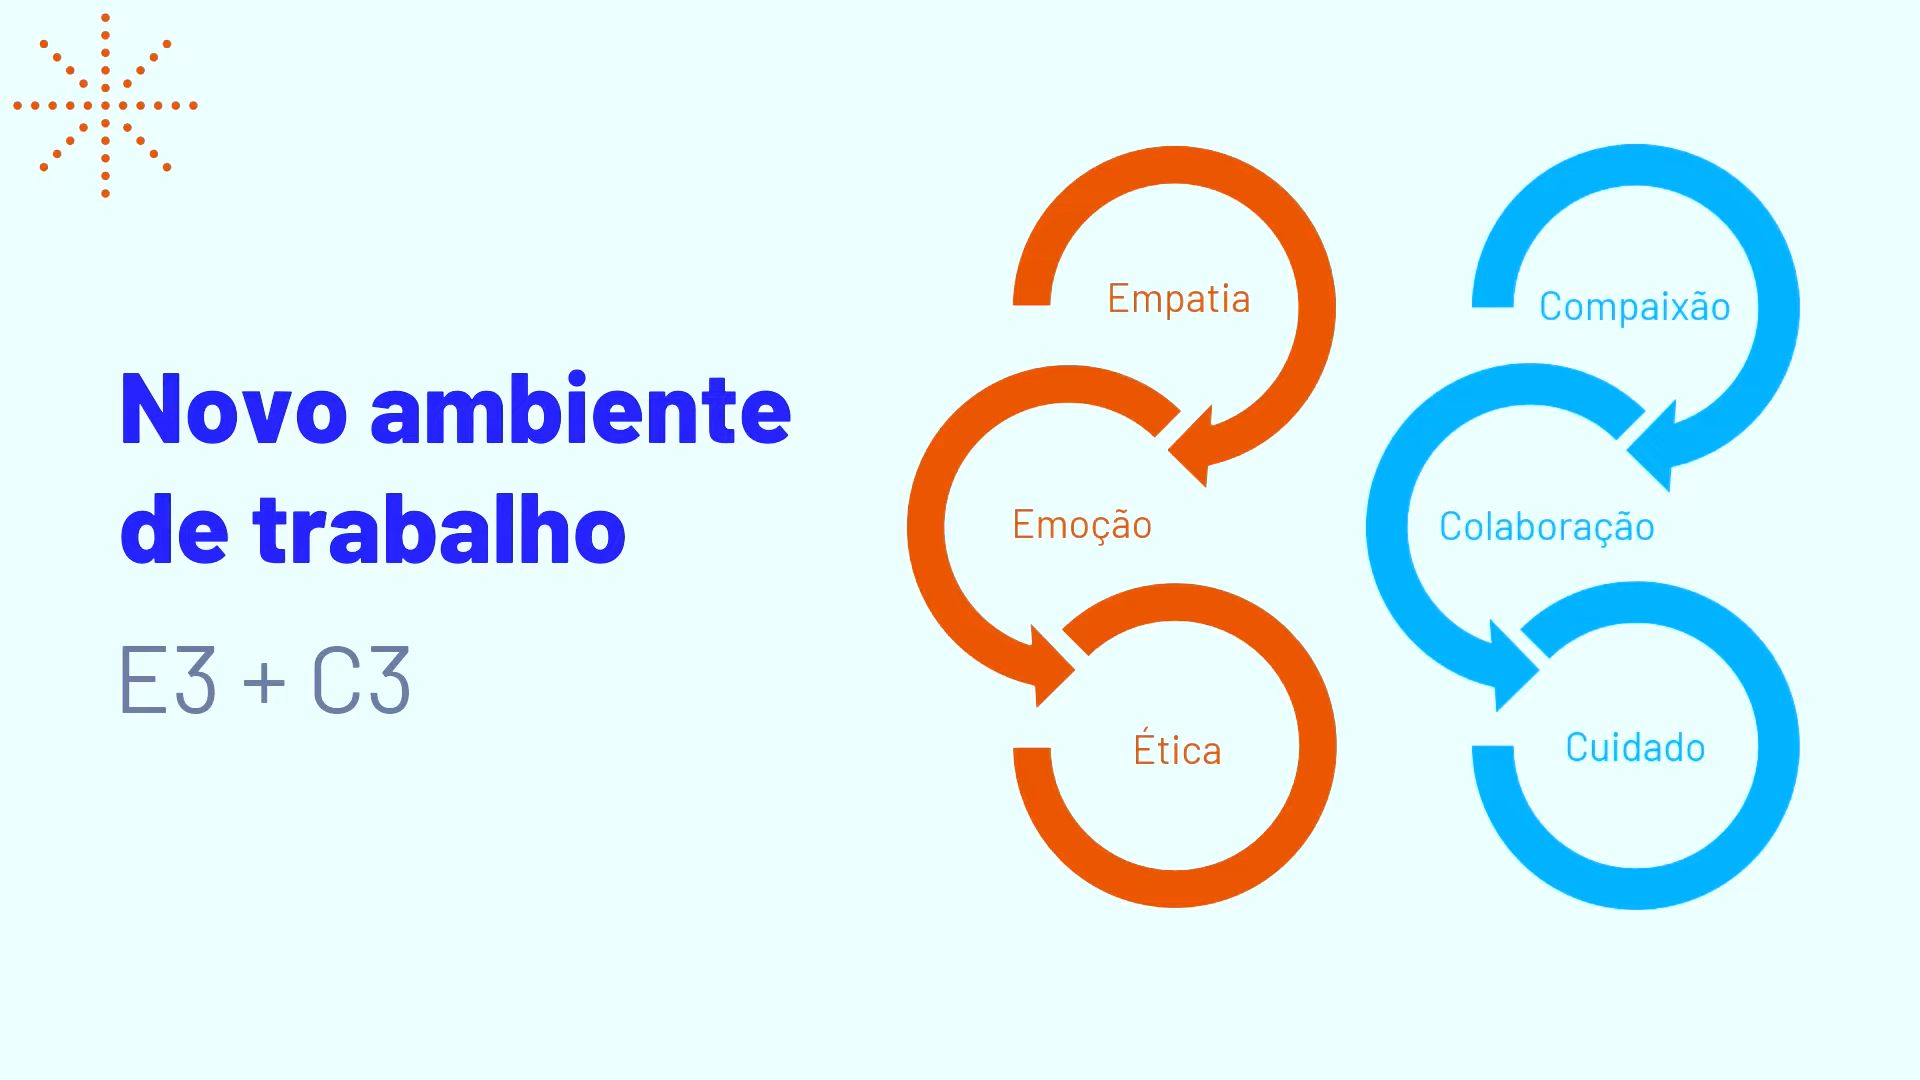 Novo ambiente
de trabalho
E3 + C3
Empatia
Emoção
Ética
Compaixão
Colaboração
Cuidado